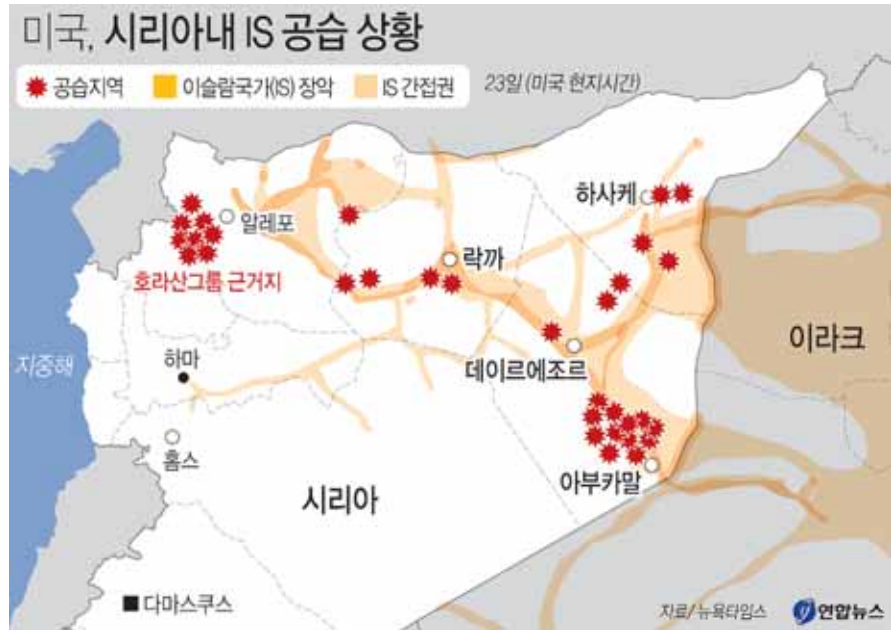 미국, 시리아내 IS 공습 상황
공습지역
이슬람국가(IS) 장악
IS 간접권
23일 (미국 현지시간)
하사케
알레포
락까
호라산그룹 근거지
이라크
지중해
하마
데이르에조르
홈스
아부카말
시리아
다마스쿠스
자료/뉴욕타임스
연합뉴스